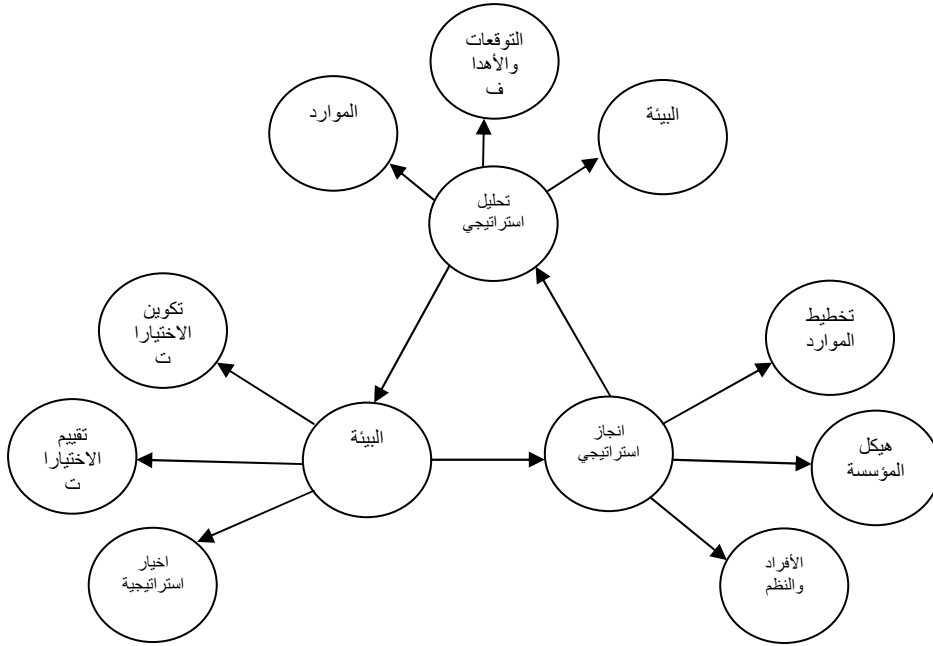 التوقعات
والأهدا
ف
البيئة
الموارد
تحليل
استراتيجي
تخطيط
الموارد
تكوين
الاختيارا
ت
انجاز
استراتيجي
البيئة
هيكل
المؤسسة
تقييم
الاختيارا
ت
الأفراد
والنظم
اخيار
استراتيجية